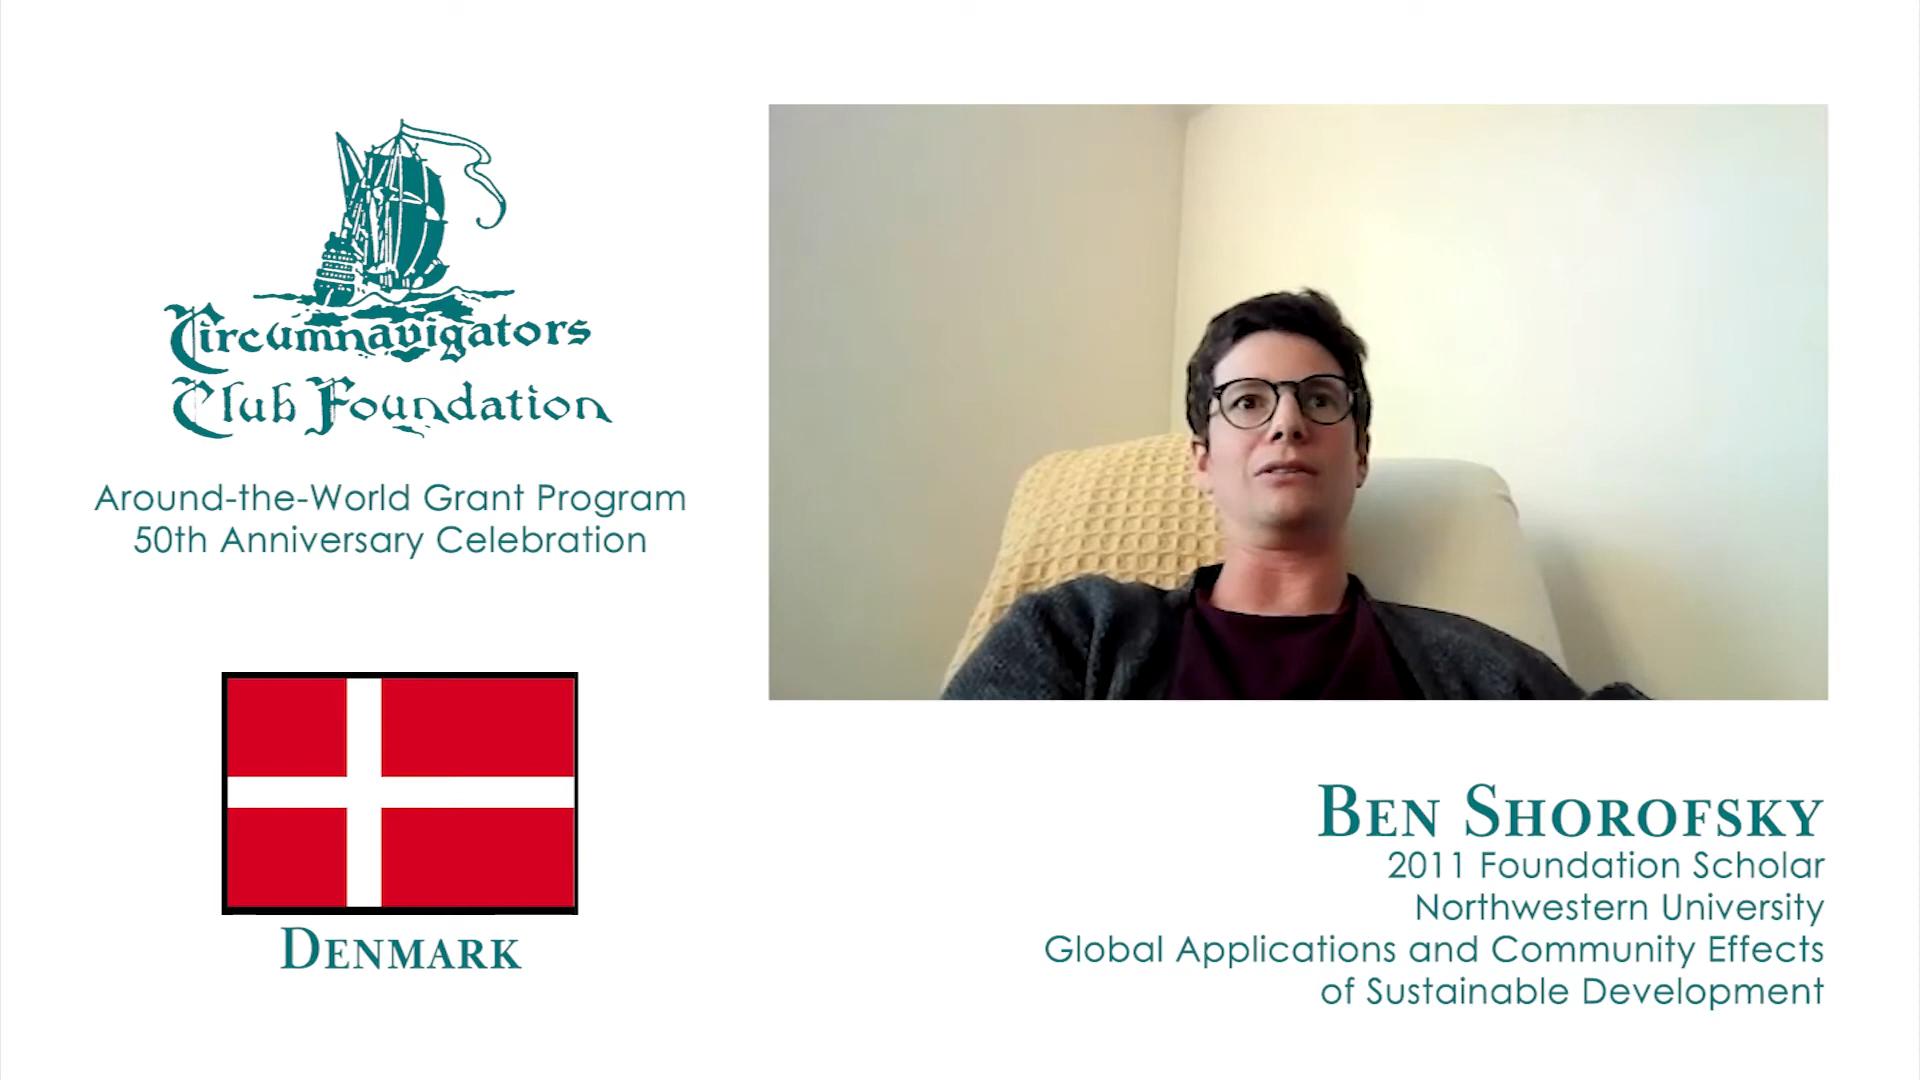 Circumnavigators
Club Foundation
Around-the-World Grant Program
50th Anniversary Celebration
DENMARK
BEN SHOROFSKY
2011 Foundation Scholar
Northwestern University
Global Applications and Community Effects
of Sustainable Development